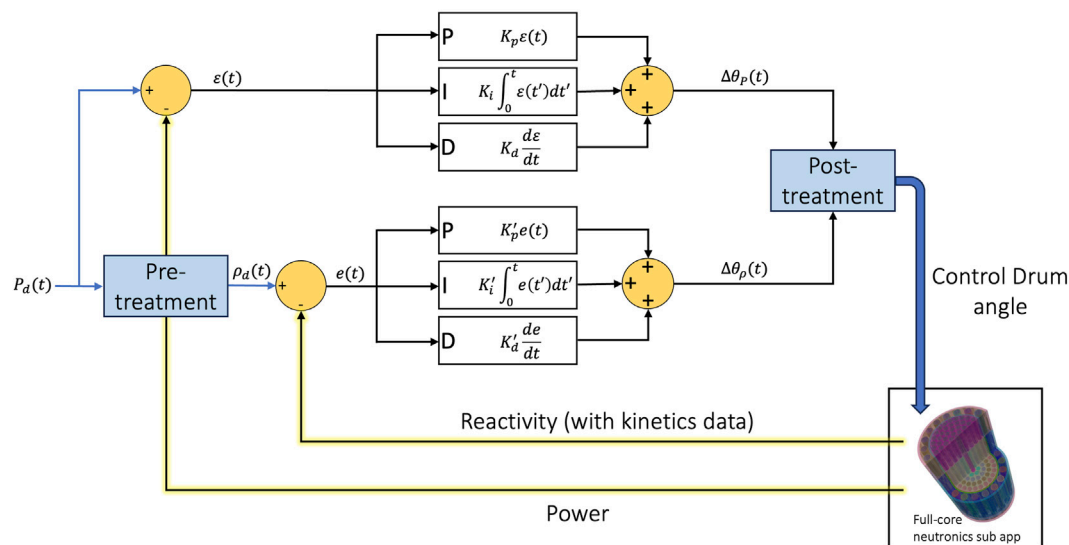 P K_p ε(t)
ε(t)
+
-
I K_i ∫_0^t ε(t′)dt′
+
+
+
Δθ_P(t)
D K_d dε/dt
Post-
treatment
P K′_p e(t)
P_d(t)
Pre-
treatment
ρ_d(t)
+
-
e(t)
I K′_i ∫_0^t e(t′)dt′
+
+
+
Δθ_ρ(t)
D K′_d de/dt
Control Drum
angle
Reactivity (with kinetics data)
Power
Full-core
neutronics sub app